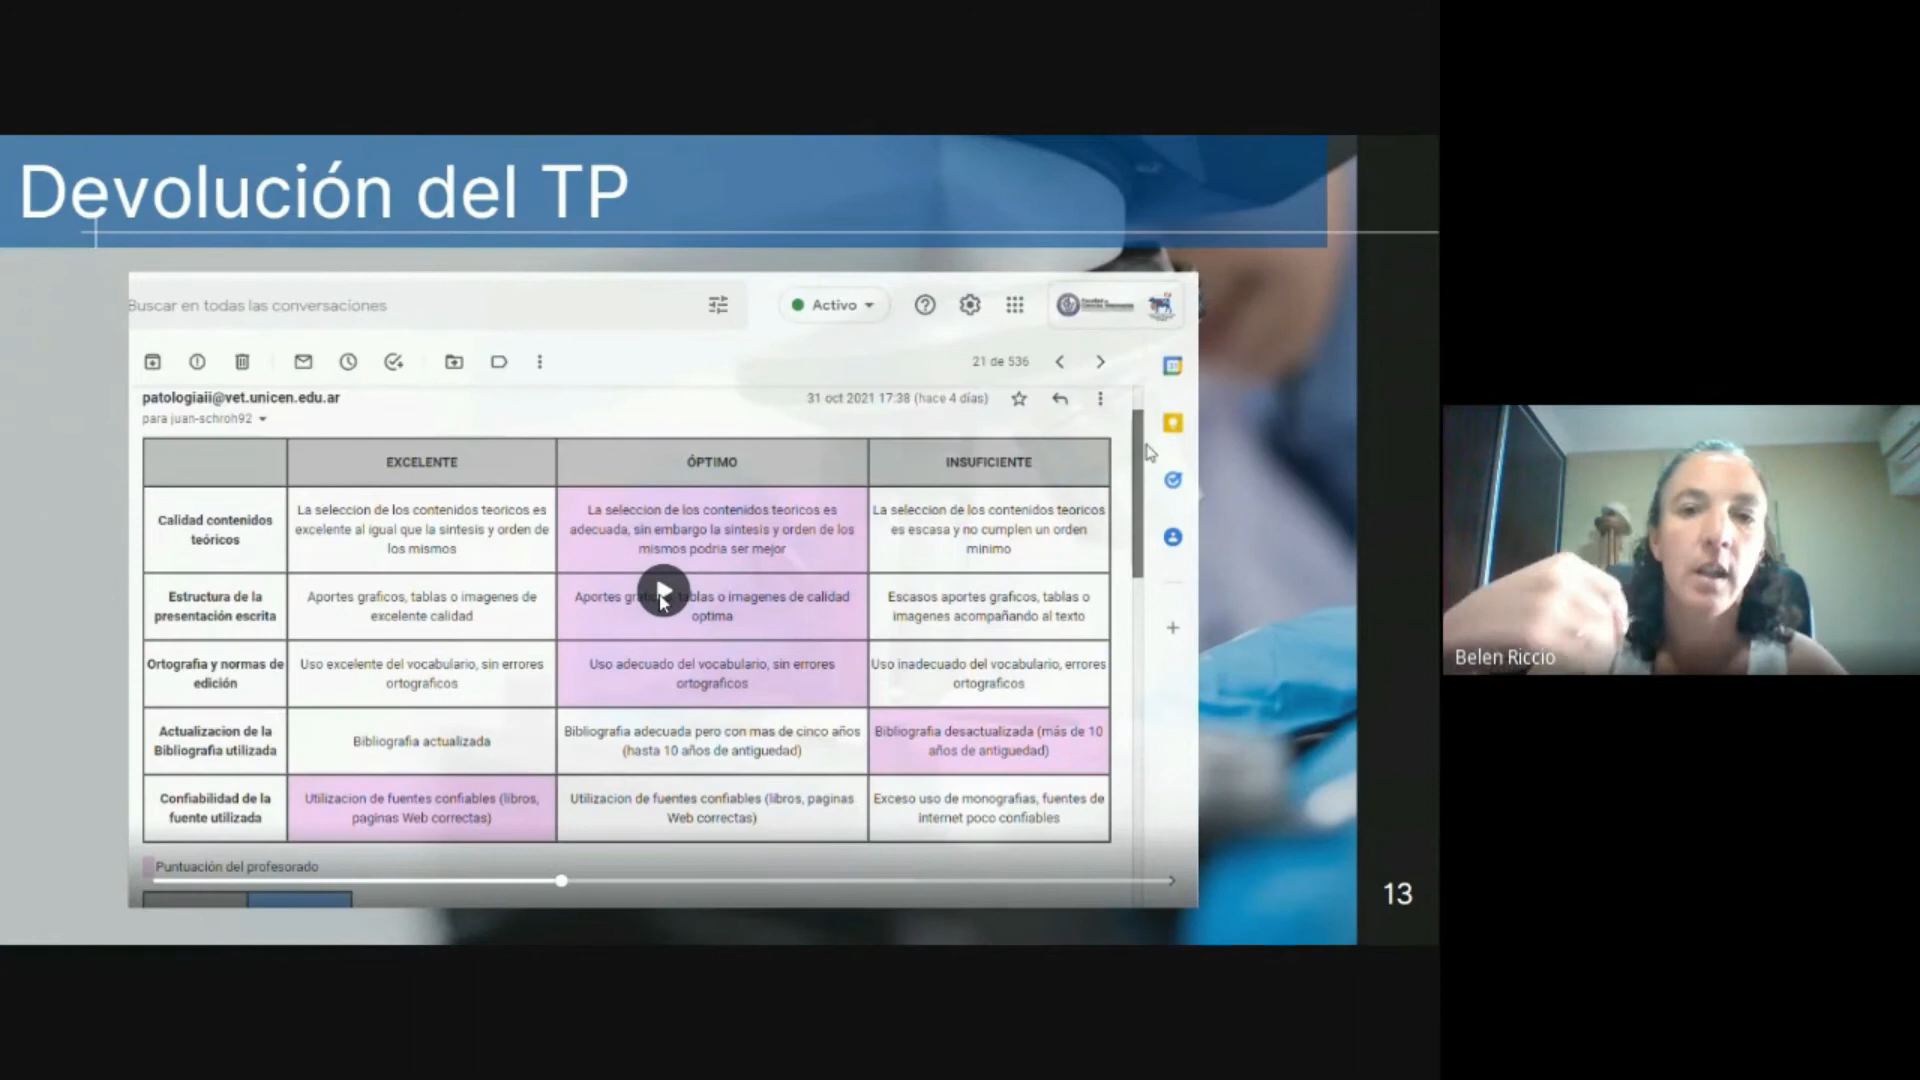 Devolución del TP
Buscar en todas las conversaciones
Activo
21 de 536
patologiaii@vet.unicen.edu.ar
31 oct 2021 17:38 (hace 4 días)
para juan-schroh92
EXCELENTE
ÓPTIMO
INSUFICIENTE
Calidad contenidos
teóricos
La seleccion de los contenidos teoricos es
excelente al igual que la sintesis y orden de
los mismos
La seleccion de los contenidos teoricos es
adecuada, sin embargo la sintesis y orden de los
mismos podria ser mejor
La seleccion de los contenidos teoricos
es escasa y no cumplen un orden
minimo
Estructura de la
presentación escrita
Aportes graficos, tablas o imagenes de
excelente calidad
Aportes tablas o imagenes de calidad
optima
Escasos aportes graficos, tablas o
imagenes acompañando al texto
Ortografia y normas de
edición
Uso excelente del vocabulario, sin errores
ortograficos
Uso adecuado del vocabulario, sin errores
ortograficos
Uso inadecuado del vocabulario, errores
ortograficos
Actualizacion de la
Bibliografia utilizada
Bibliografia actualizada
Bibliografia adecuada pero con mas de cinco años
(hasta 10 años de antiguedad)
Bibliografia desactualizada (más de 10
años de antiguedad)
Confiabilidad de la
fuente utilizada
Utilizacion de fuentes confiables (libros,
paginas Web correctas)
Utilizacion de fuentes confiables (libros, paginas
Web correctas)
Exceso uso de monografias, fuentes de
internet poco confiables
Puntuación del profesorado
13
Belen Riccio